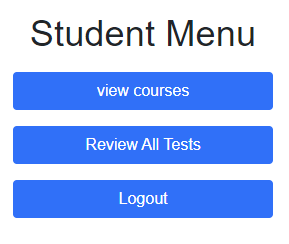 Student Menu
view courses
Review All Tests
Logout